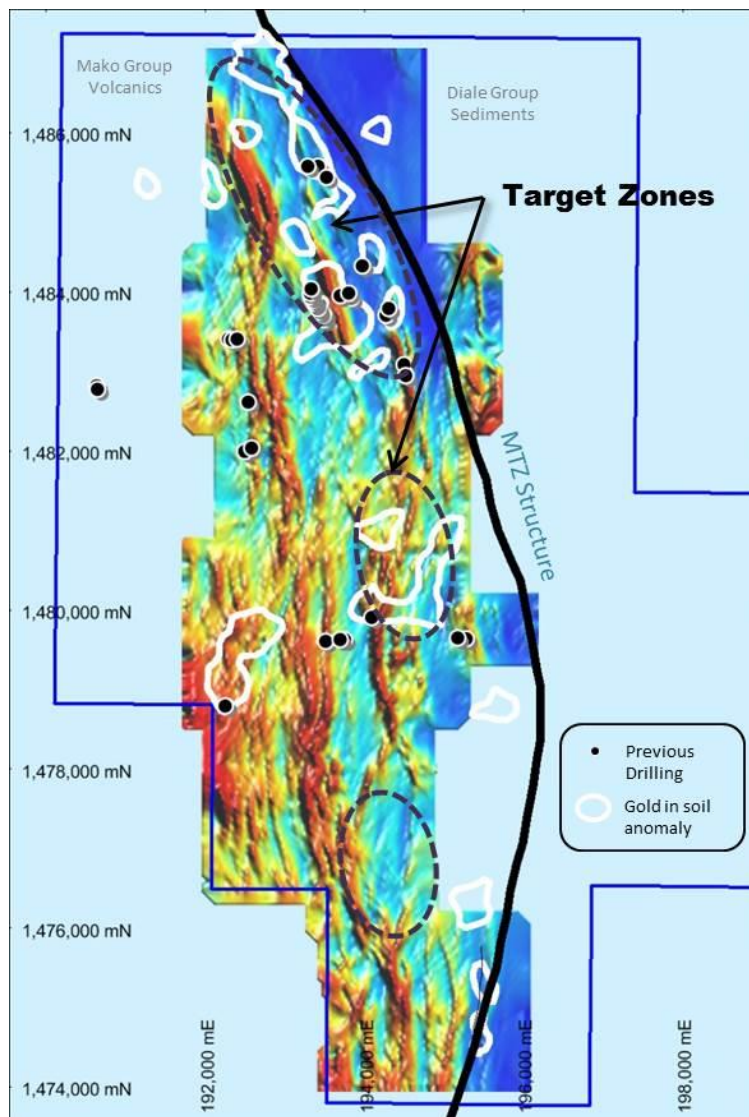 Mako Group
Volcanics
Diale Group
Sediments
1,486,000 mN
Target Zones
1,484,000 mN
1,482,000 mN
MTZ Structure
1,480,000 mN
1,478,000 mN
Previous
Drilling
Gold in soil
anomaly
1,476,000 mN
1,474,000 mN
192,000 mE
194,000 mE
196,000 mE
198,000 mE